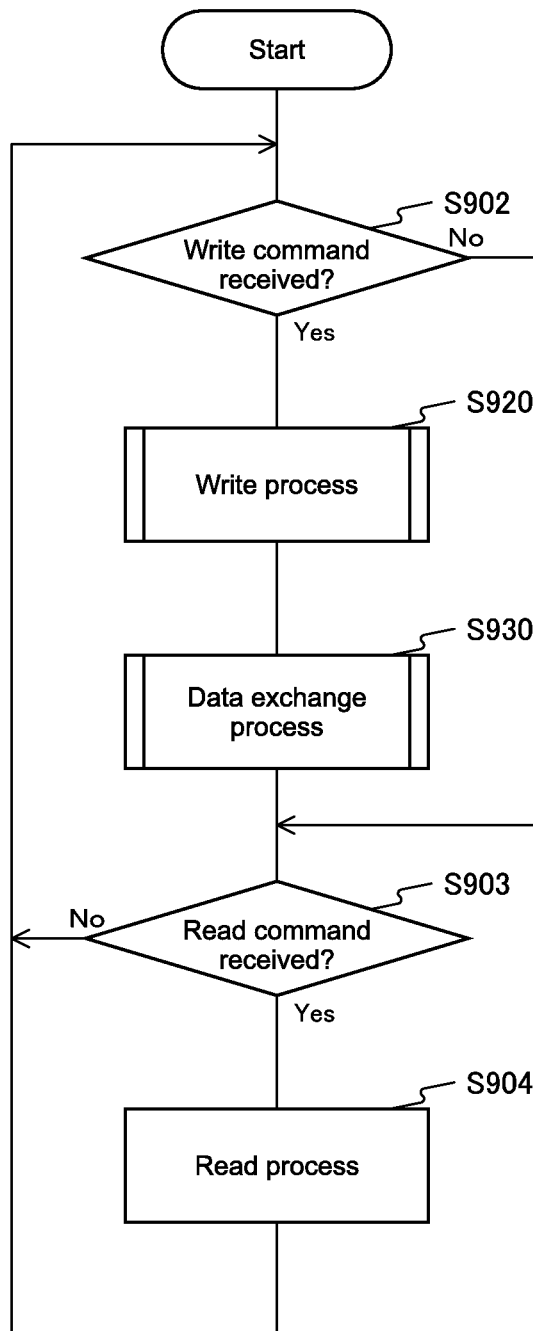 Start
S902
Write command
received?
No
Yes
S920
Write process
S930
Data exchange
process
S903
No
Read command
received?
Yes
S904
Read process